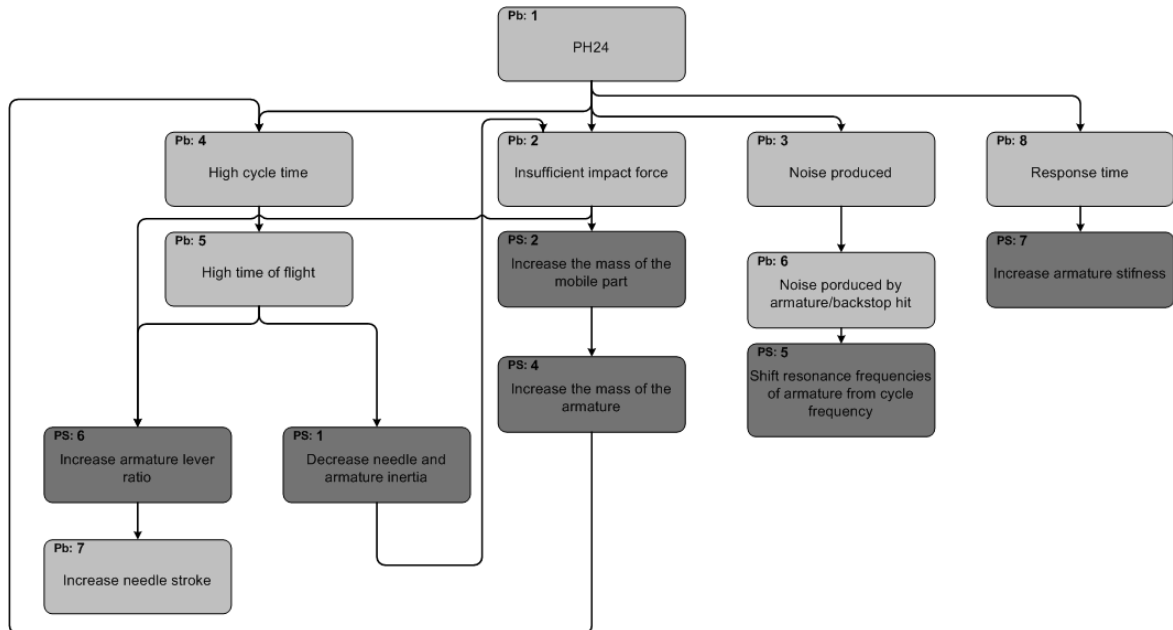 Pb: 1
PH24
Pb: 4
High cycle time
Pb: 2
Insufficient impact force
Pb: 3
Noise produced
Pb: 8
Response time
Pb: 5
High time of flight
PS: 2
Increase the mass of the
mobile part
Pb: 6
Noise porduced by
armature/backstop hit
PS: 7
Increase armature stifness
PS: 4
Increase the mass of the
armature
PS: 5
Shift resonance frequencies
of armature from cycle
frequency
PS: 6
Increase armature lever
ratio
PS: 1
Decrease needle and
armature inertia
Pb: 7
Increase needle stroke